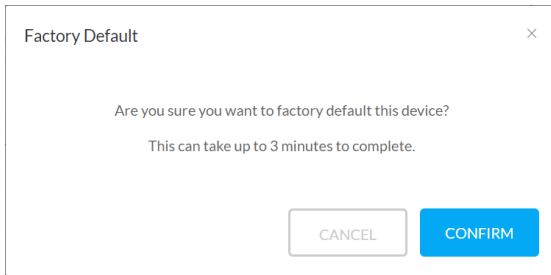 Factory Default
Are you sure you want to factory default this device?
This can take up to 3 minutes to complete.
CANCEL
CONFIRM